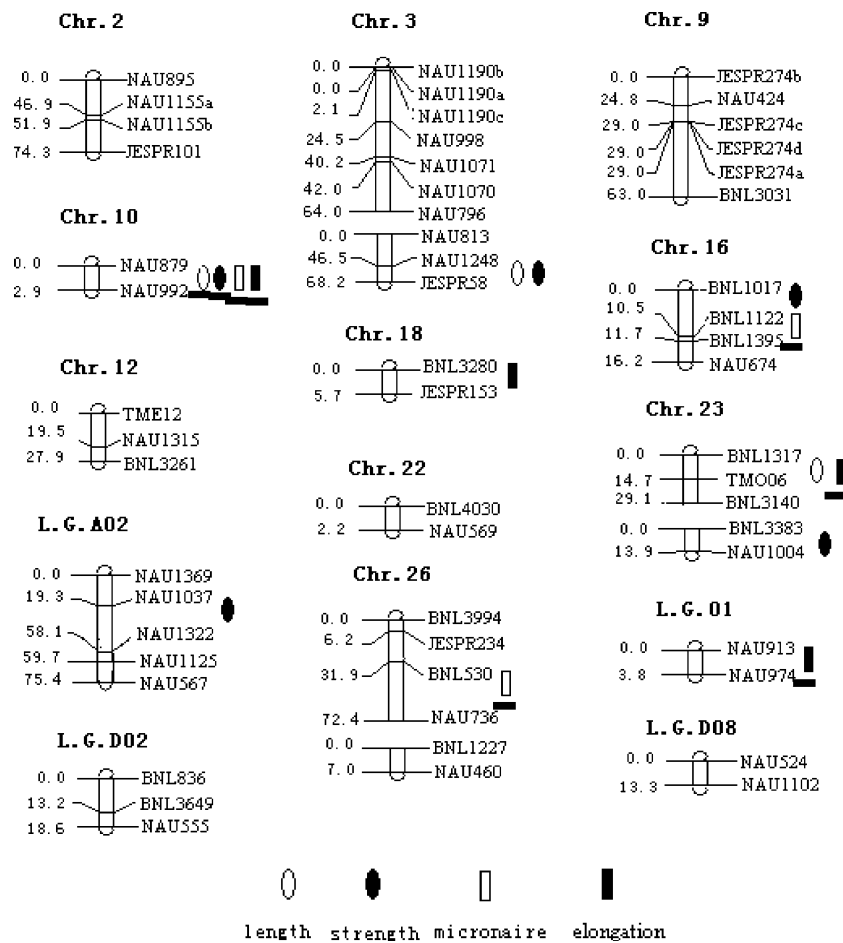 Chr.2
0.0 NAU895
46.9 NAU1155a
51.9 NAU1155b
74.3 JESPR101
Chr.3
0.0 NAU1190b
0.0 NAU1190a
2.1 NAU1190c
24.5 NAU998
40.2 NAU1071
42.0 NAU1070
64.0 NAU796
0.0 NAU813
46.5 NAU1248
68.2 JESPR58
Chr.9
0.0 JESPR274b
24.8 NAU424
29.0 JESPR274c
29.0 JESPR274d
29.0 JESPR274a
63.0 BNL3031
Chr.10
0.0 NAU879
2.9 NAU992
Chr.16
0.0 BNL1017
10.5 BNL1122
11.7 BNL1395
16.2 NAU674
Chr.12
0.0 TME12
19.5 NAU1315
27.9 BNL3261
Chr.18
0.0 BNL3280
5.7 JESPR153
Chr.23
0.0 BNL1317
14.7 TMO06
29.1 BNL3140
0.0 BNL3383
13.9 NAU1004
Chr.22
0.0 BNL4030
2.2 NAU569
L.G.A02
0.0 NAU1369
19.3 NAU1037
58.1 NAU1322
59.7 NAU1125
75.4 NAU567
Chr.26
0.0 BNL3994
6.2 JESPR234
31.9 BNL530
72.4 NAU736
0.0 BNL1227
7.0 NAU460
L.G.01
0.0 NAU913
3.8 NAU974
L.G.D02
0.0 BNL836
13.2 BNL3649
18.6 NAU555
L.G.D08
0.0 NAU524
13.3 NAU1102
length strength micronaire elongation